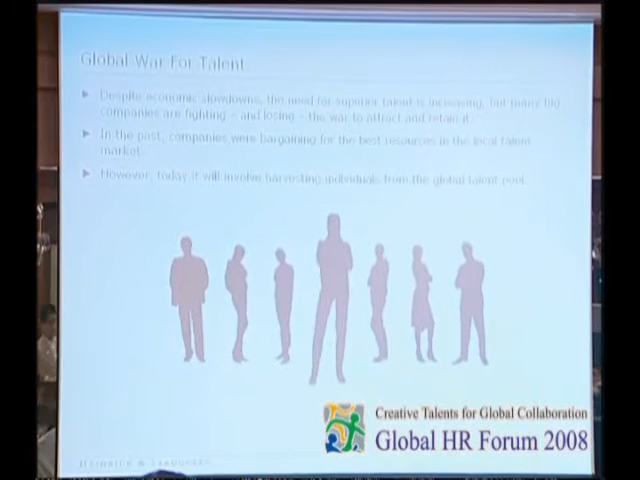 Global War For Talent
Despite economic slowdowns, the need for superior talent is increasing, but many big
companies are fighting – and losing – the war to attract and retain it.
In the past, companies were bargaining for the best resources in the local talent
market.
However, today it will involve harvesting individuals from the global talent pool.
Creative Talents for Global Collaboration
Global HR Forum 2008